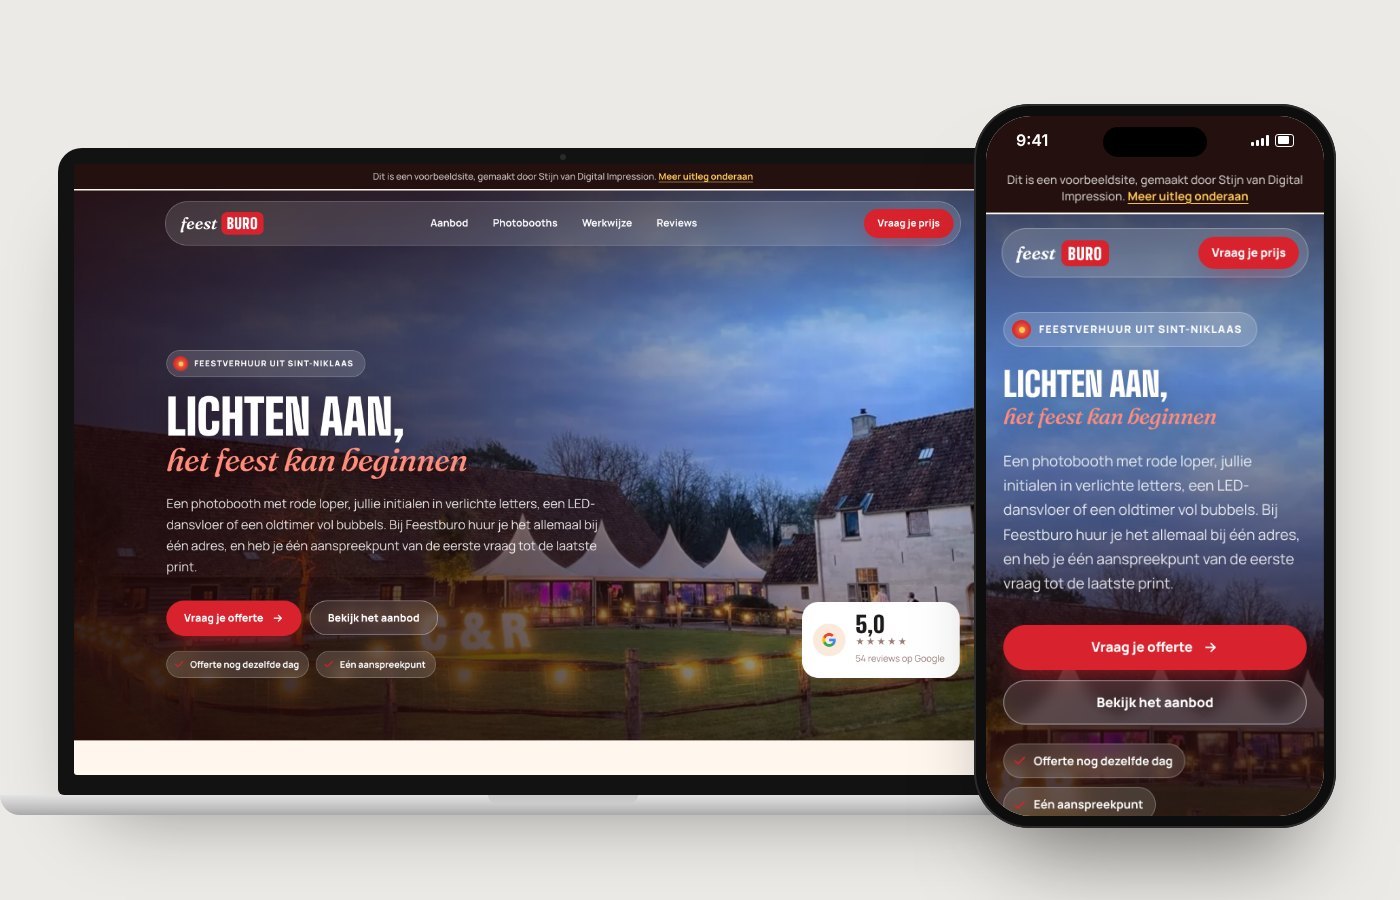 Dit is een voorbeeldsite, gemaakt door Stijn van Digital Impression. Meer uitleg onderaan
feest BURO
Aanbod Photobooths Werkwijze Reviews
Vraag je prijs
FEESTVERHUUR UIT SINT-NIKLAAS
LICHTEN AAN,
het feest kan beginnen
Een photobooth met rode loper, jullie initialen in verlichte letters, een LED-
dansvloer of een oldtimer vol bubbels. Bij Feestburo huur je het allemaal bij
één adres, en heb je één aanspreekpunt van de eerste vraag tot de laatste
print.
Vraag je offerte →
Bekijk het aanbod
Offerte nog dezelfde dag
Eén aanspreekpunt
C & R
G
5,0
★★★★★
54 reviews op Google
9:41
Dit is een voorbeeldsite, gemaakt door Stijn van Digital
Impression. Meer uitleg onderaan
feest BURO
Vraag je prijs
FEESTVERHUUR UIT SINT-NIKLAAS
LICHTEN AAN,
het feest kan beginnen
Een photobooth met rode loper, jullie
initialen in verlichte letters, een LED-
dansvloer of een oldtimer vol bubbels. Bij
Feestburo huur je het allemaal bij één adres,
en heb je één aanspreekpunt van de eerste
vraag tot de laatste print.
Vraag je offerte →
Bekijk het aanbod
Offerte nog dezelfde dag
Eén aanspreekpunt